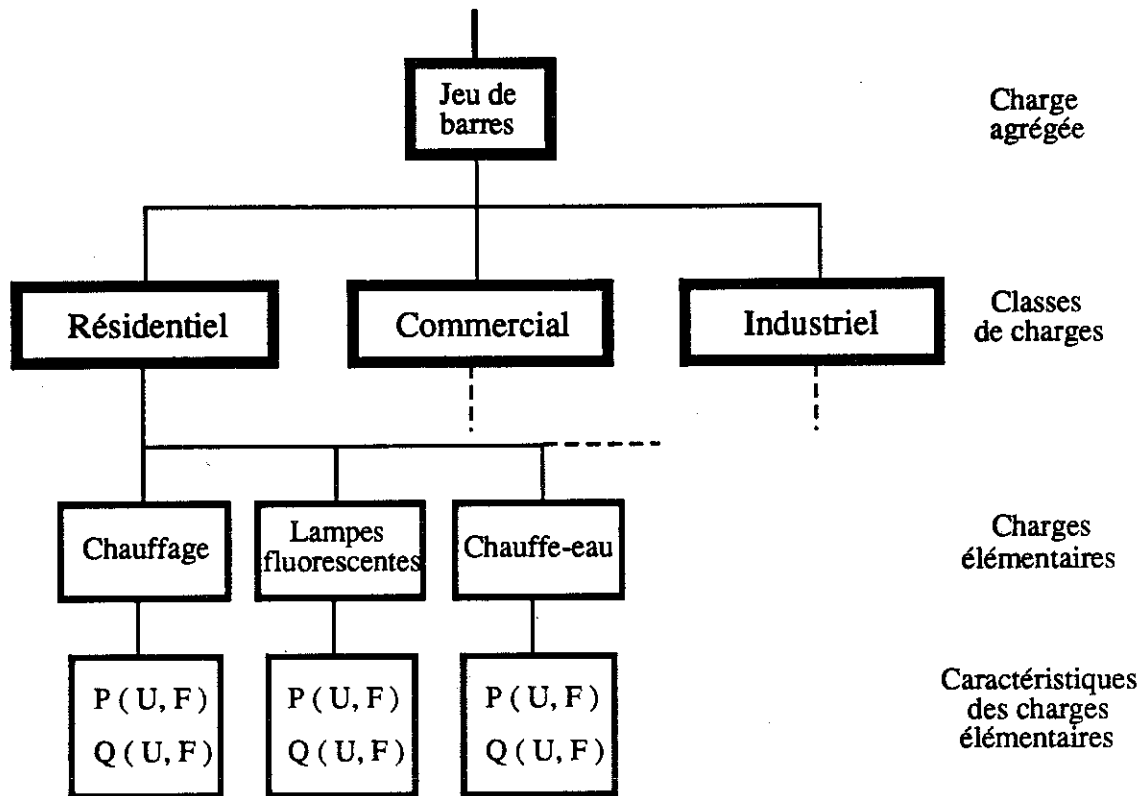 Jeu de
barres
Charge
agrégée
Résidentiel
Commercial
Industriel
Classes
de charges
Chauffage
Lampes
fluorescentes
Chauffe-eau
Charges
élémentaires
P ( U, F )
Q ( U, F )
P ( U, F )
Q ( U, F )
P ( U, F )
Q ( U, F )
Caractéristiques
des charges
élémentaires